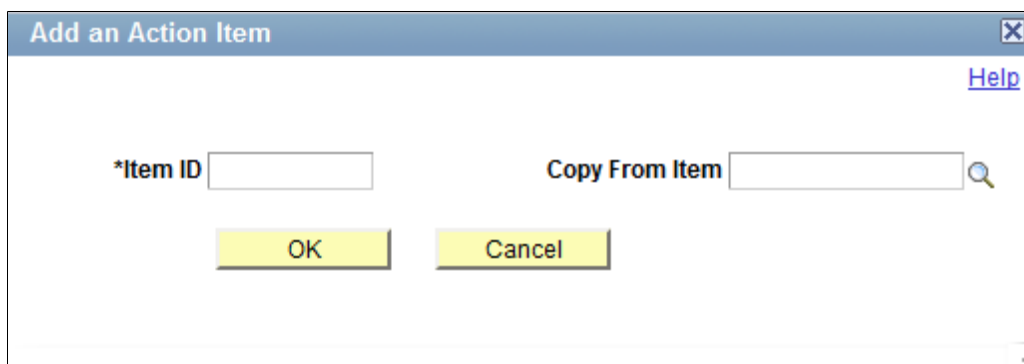 Add an Action Item
Help
*Item ID Copy From Item
OK Cancel